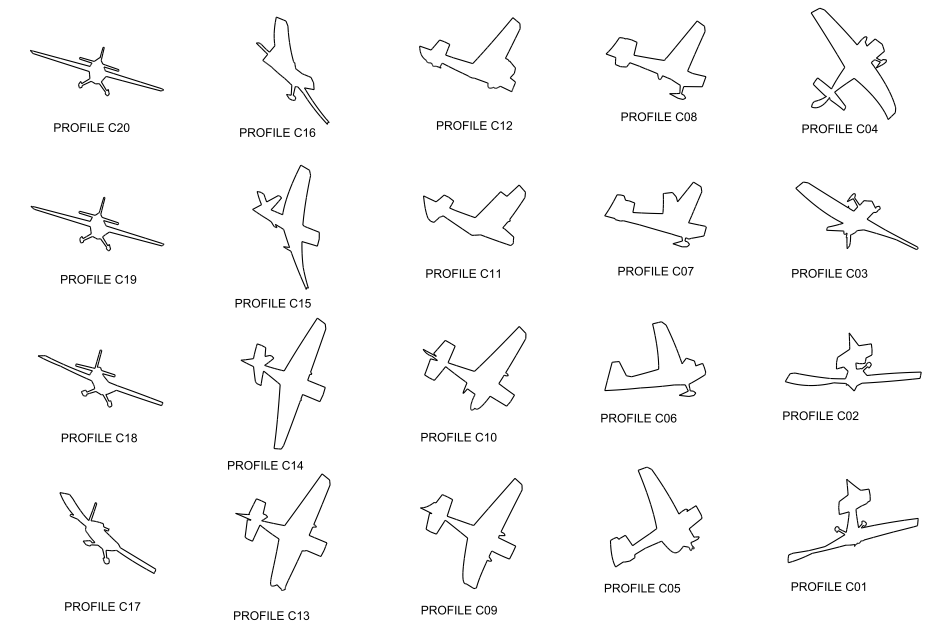 PROFILE C20
PROFILE C16
PROFILE C12
PROFILE C08
PROFILE C04
PROFILE C19
PROFILE C15
PROFILE C11
PROFILE C07
PROFILE C03
PROFILE C18
PROFILE C14
PROFILE C10
PROFILE C06
PROFILE C02
PROFILE C17
PROFILE C13
PROFILE C09
PROFILE C05
PROFILE C01